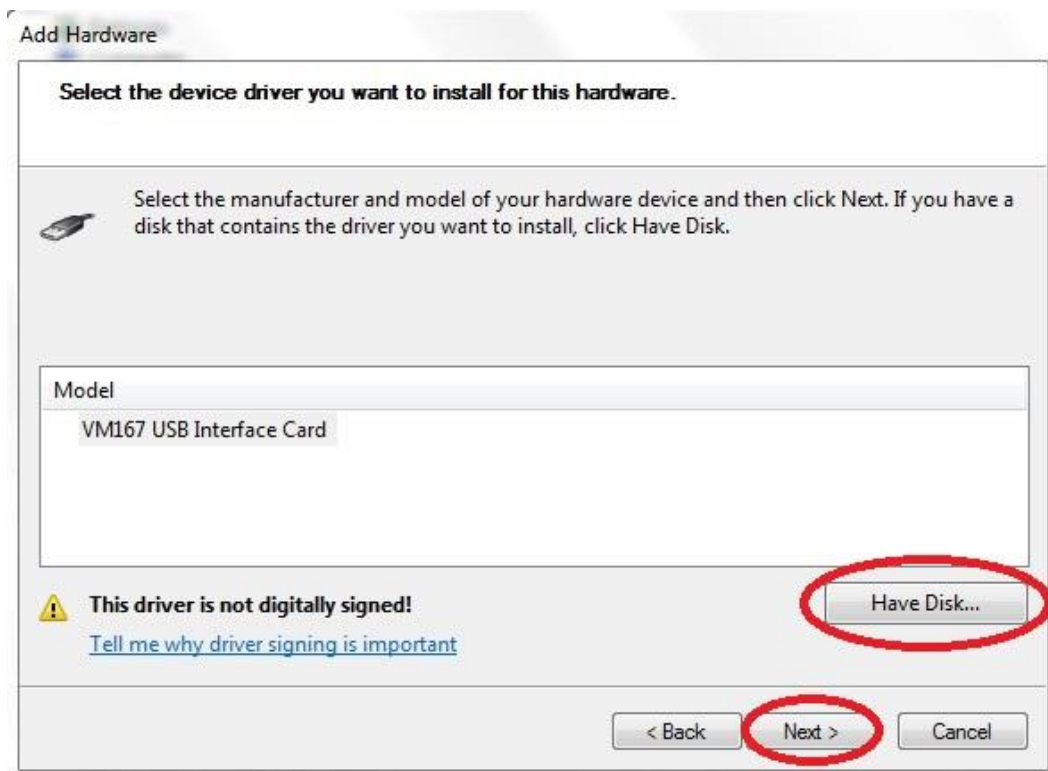 Add Hardware
Select the device driver you want to install for this hardware.
Select the manufacturer and model of your hardware device and then click Next. If you have a
disk that contains the driver you want to install, click Have Disk.
Model
VM167 USB Interface Card
This driver is not digitally signed!
Have Disk...
Tell me why driver signing is important
< Back
Next >
Cancel